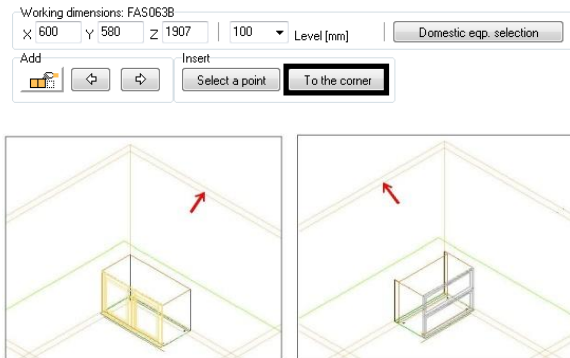 Working dimensions: FAS063B
X 600 Y 580 Z 1907 100 Level [mm] Domestic eqp. selection
Add Insert
Select a point To the corner